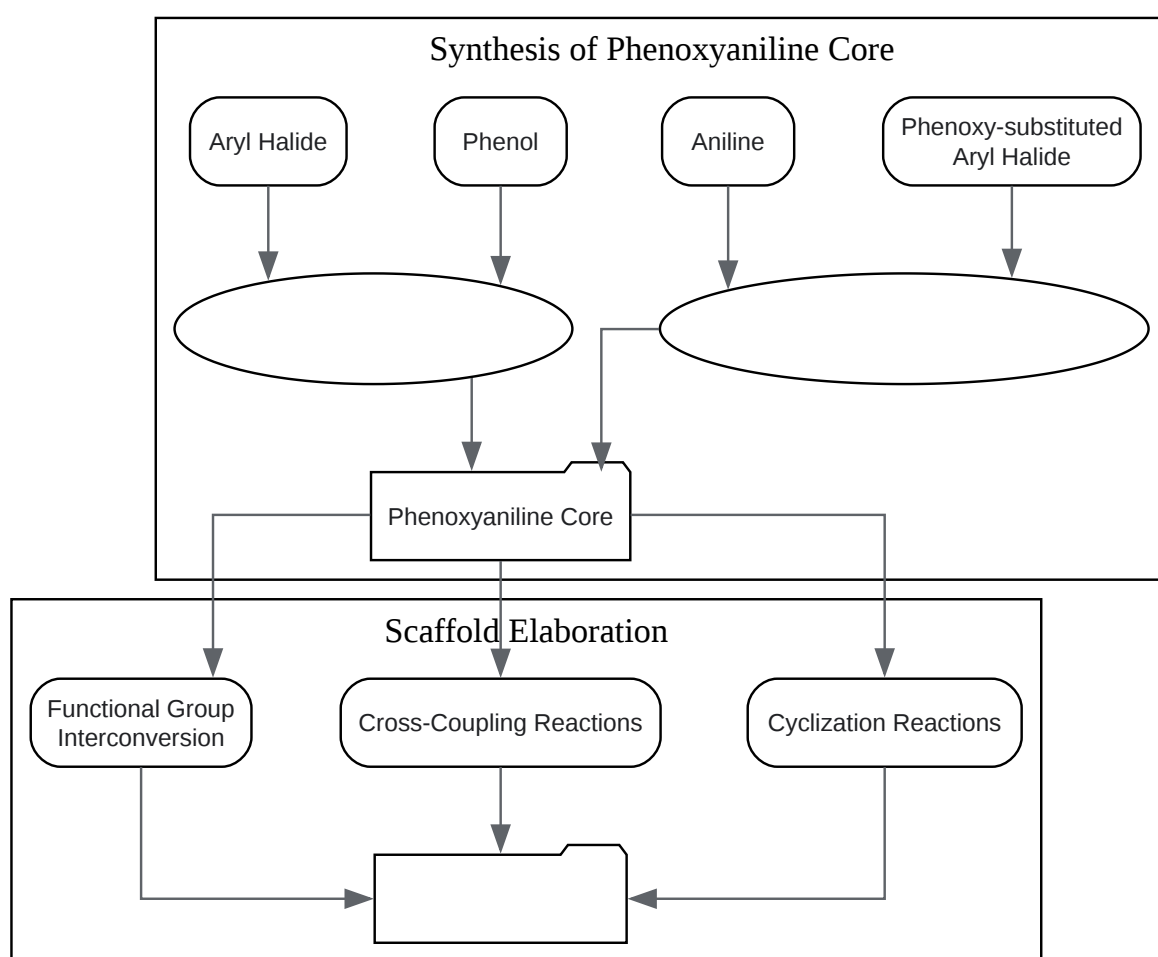 Synthesis of Phenoxyaniline Core
Aryl Halide
Phenol
Aniline
Phenoxy-substituted
Aryl Halide
Phenoxyaniline Core
Scaffold Elaboration
Functional Group
Interconversion
Cross-Coupling Reactions
Cyclization Reactions